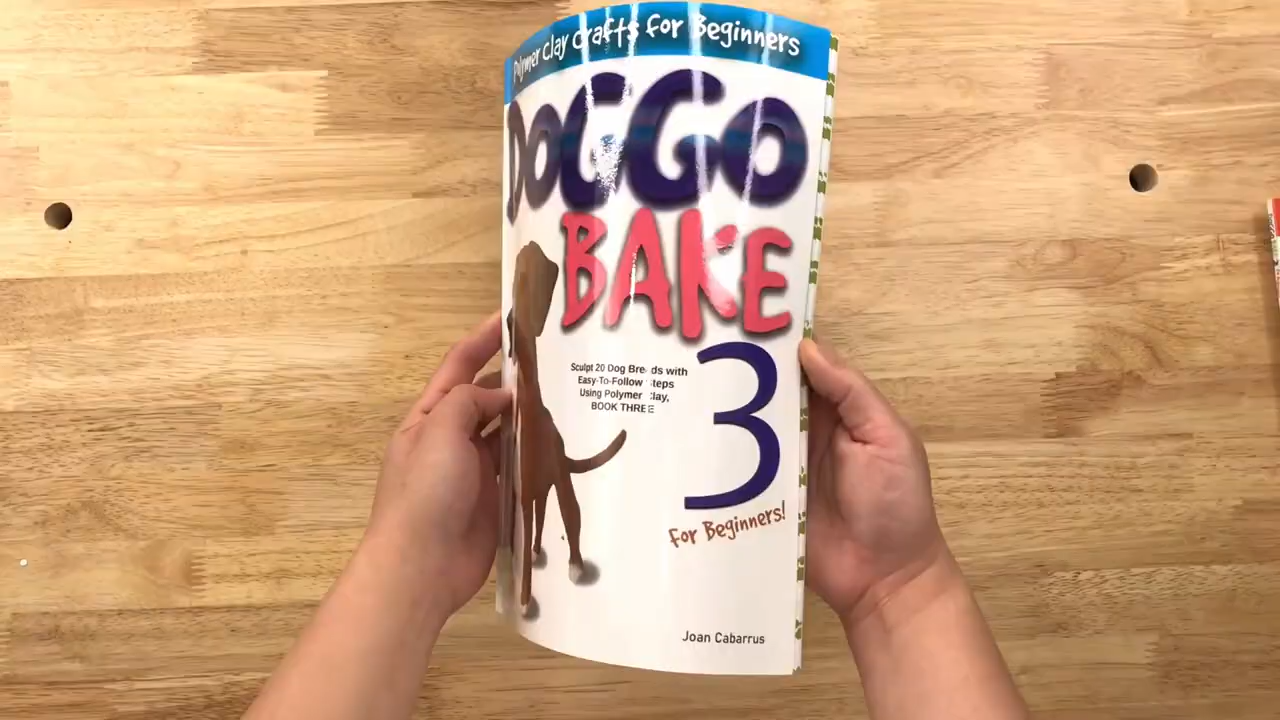 Polymer Clay Crafts for Beginners
DOGGO
BAKE
Sculpt 20 Dog Breeds with
Easy-To-Follow Steps
Using Polymer Clay,
BOOK THREE
3
For Beginners!
Joan Cabarrus